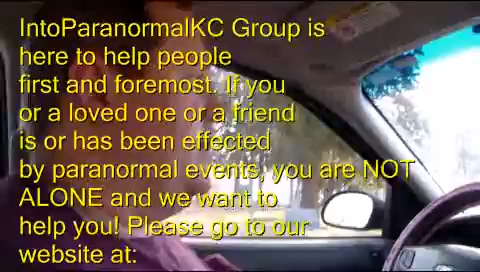 IntoParanormalKC Group is
here to help people
first and foremost. If you
or a loved one or a friend
is or has been effected
by paranormal events, you are NOT
ALONE and we want to
help you! Please go to our
website at: